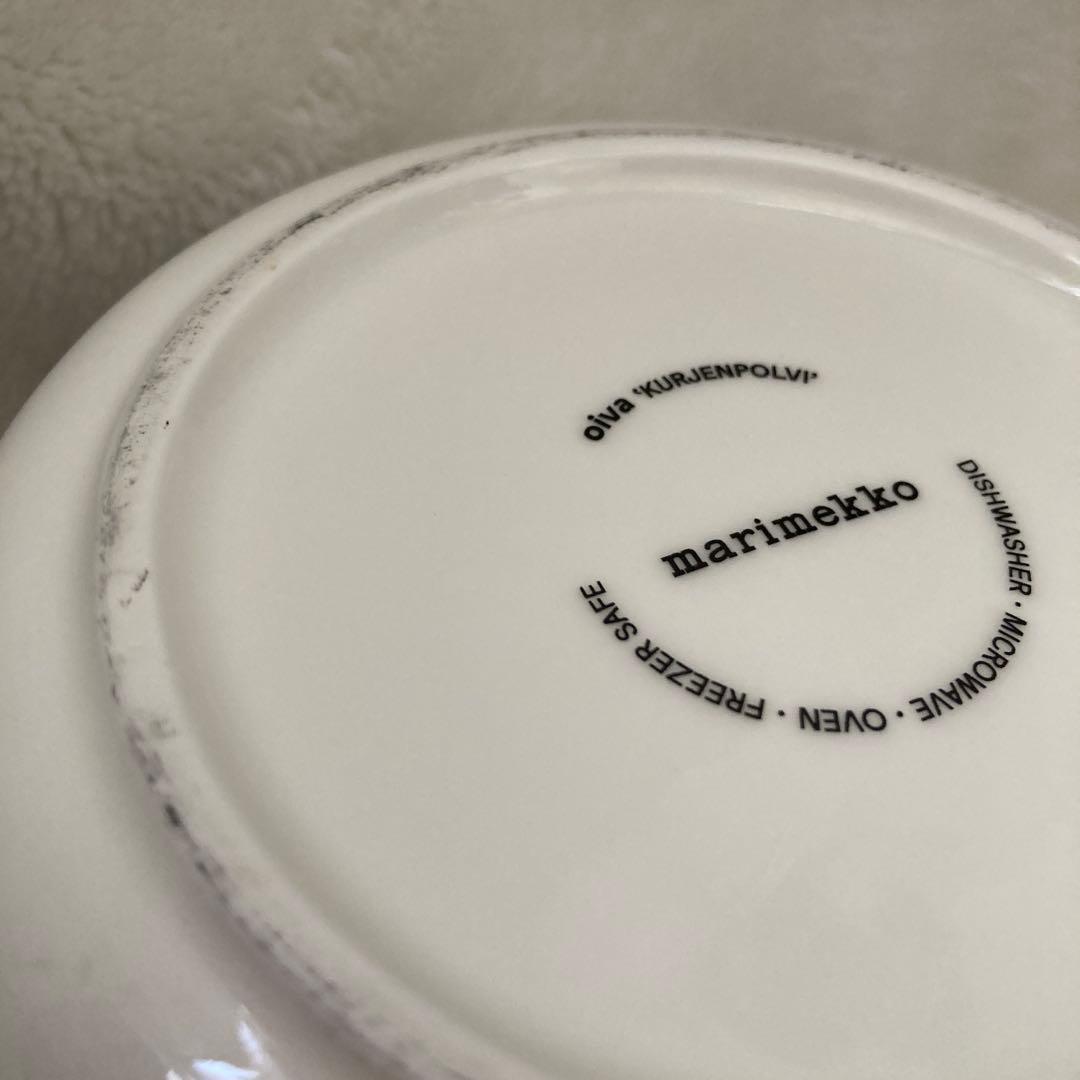 oiva 'KURJENPOLVI'
marimekko
DISHWASHER · MICROWAVE · OVEN · FREEZER SAFE